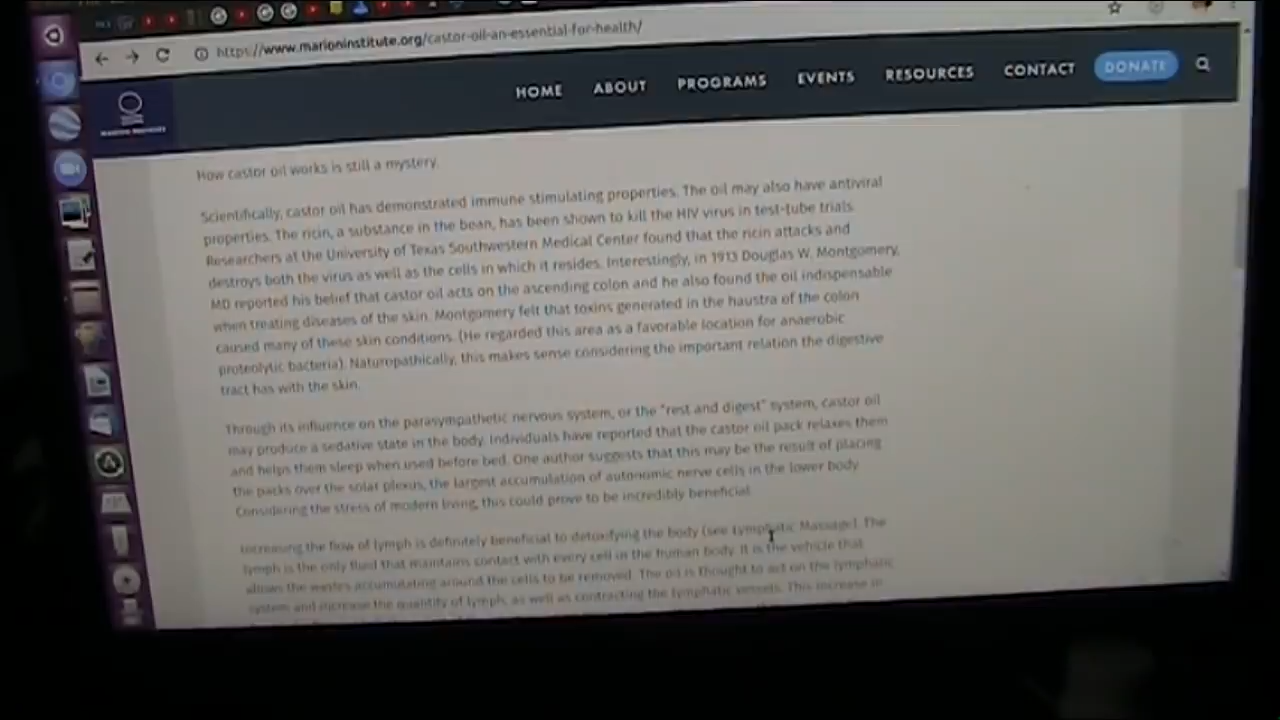 https://www.marioninstitute.org/castor-oil-an-essential-for-health/
HOME ABOUT PROGRAMS EVENTS RESOURCES CONTACT DONATE
How castor oil works is still a mystery.
Scientifically, castor oil has demonstrated immune stimulating properties. The oil may also have antiviral
properties. The ricin, a substance in the bean, has been shown to kill the HIV virus in test-tube trials.
Researchers at the University of Texas Southwestern Medical Center found that the ricin attacks and
destroys both the virus as well as the cells in which it resides. Interestingly, in 1913 Douglas W. Montgomery,
MD reported his belief that castor oil acts on the ascending colon and he also found the oil indispensable
when treating diseases of the skin. Montgomery felt that toxins generated in the haustra of the colon
caused many of these skin conditions. (He regarded this area as a favorable location for anaerobic
proteolytic bacteria). Naturopathically, this makes sense considering the important relation the digestive
tract has with the skin.
Through its influence on the parasympathetic nervous system, or the "rest and digest" system, castor oil
may produce a sedative state in the body. Individuals have reported that the castor oil pack relaxes them
and helps them sleep when used before bed. One author suggests that this may be the result of placing
the packs over the solar plexus, the largest accumulation of autonomic nerve cells in the lower body.
Considering the stress of modern living, this could prove to be incredibly beneficial.
Increasing the flow of lymph is definitely beneficial to detoxifying the body (see Lymphatic Massage). The
lymph is the only fluid that maintains contact with every cell in the human body. It is the vehicle that
allows the wastes accumulating around the cells to be removed. The oil is thought to act on the lymphatic
system and increase the quantity of lymph, as well as contracting the lymphatic vessels. This increase in